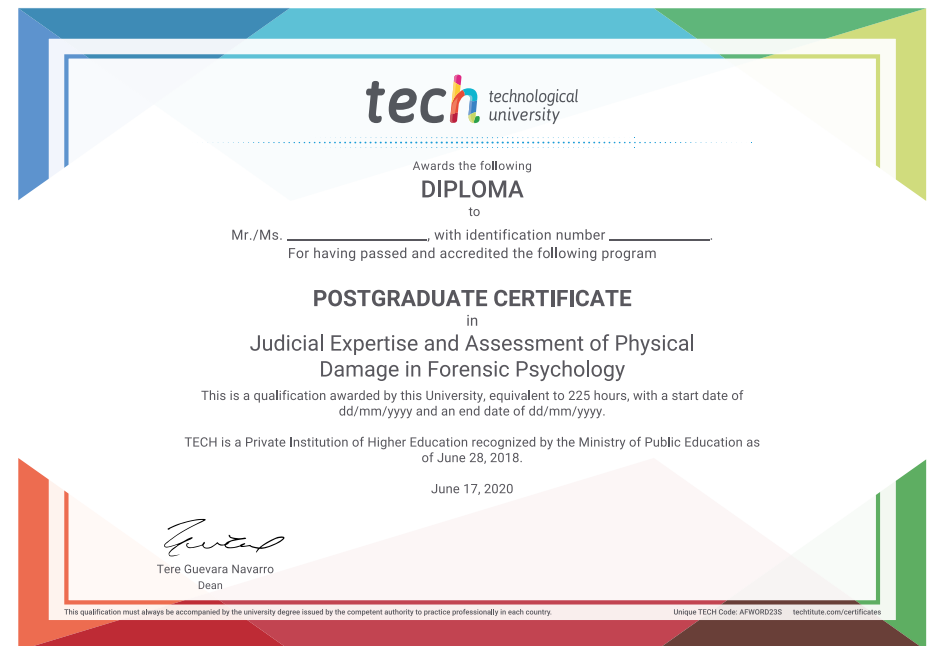 tech technological
university
Awards the following
DIPLOMA
to
Mr./Ms. ______________, with identification number __________.
For having passed and accredited the following program
POSTGRADUATE CERTIFICATE
in
Judicial Expertise and Assessment of Physical
Damage in Forensic Psychology
This is a qualification awarded by this University, equivalent to 225 hours, with a start date of
dd/mm/yyyy and an end date of dd/mm/yyyy.
TECH is a Private Institution of Higher Education recognized by the Ministry of Public Education as
of June 28, 2018.
June 17, 2020
Tere Guevara Navarro
Dean
This qualification must always be accompanied by the university degree issued by the competent authority to practice professionally in each country.
Unique TECH Code: AFWORD23S techtitute.com/certificates